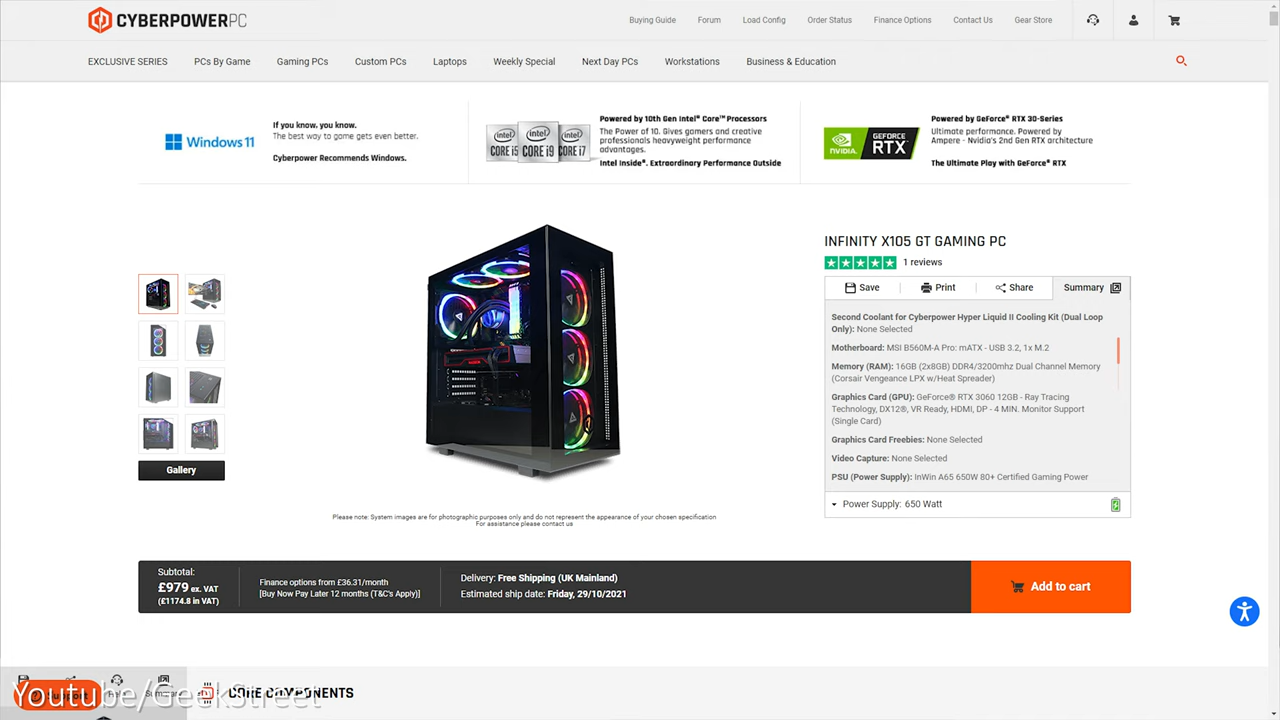 CYBERPOWERPC
Buying Guide Forum Load Config Order Status Finance Options Contact Us Gear Store
EXCLUSIVE SERIES PCs By Game Gaming PCs Custom PCs Laptops Weekly Special Next Day PCs Workstations Business & Education
Windows 11
If you know, you know.
The best way to game gets even better.
Cyberpower Recommends Windows.
intel CORE i5
intel CORE i9
intel CORE i7
Powered by 10th Gen Intel® Core™ Processors
The Power of 10. Gives gamers and creative
professionals heavyweight performance
advantages.
Intel Inside®. Extraordinary Performance Outside
NVIDIA. GEFORCE RTX
Powered by GeForce® RTX 30-Series
Ultimate performance. Powered by
Ampere - Nvidia's 2nd Gen RTX architecture
The Ultimate Play with GeForce® RTX
INFINITY X105 GT GAMING PC
1 reviews
Save Print Share Summary
Second Coolant for Cyberpower Hyper Liquid II Cooling Kit (Dual Loop
Only): None Selected
Motherboard: MSI B560M-A Pro: mATX - USB 3.2, 1x M.2
Memory (RAM): 16GB (2x8GB) DDR4/3200mhz Dual Channel Memory
(Corsair Vengeance LPX w/Heat Spreader)
Graphics Card (GPU): GeForce® RTX 3060 12GB - Ray Tracing
Technology, DX12®, VR Ready, HDMI, DP - 4 MIN. Monitor Support
(Single Card)
Graphics Card Freebies: None Selected
Video Capture: None Selected
PSU (Power Supply): InWin A65 650W 80+ Certified Gaming Power
Power Supply: 650 Watt
Gallery
Please note: System images are for photographic purposes only and do not represent the appearance of your chosen specification
For assistance please contact us
Subtotal:
£979 ex. VAT
(£1174.8 in VAT)
Finance options from £36.31/month
[Buy Now Pay Later 12 months (T&C's Apply)]
Delivery: Free Shipping (UK Mainland)
Estimated ship date: Friday, 29/10/2021
Add to cart
CORE COMPONENTS
Youtube/GeekStreet